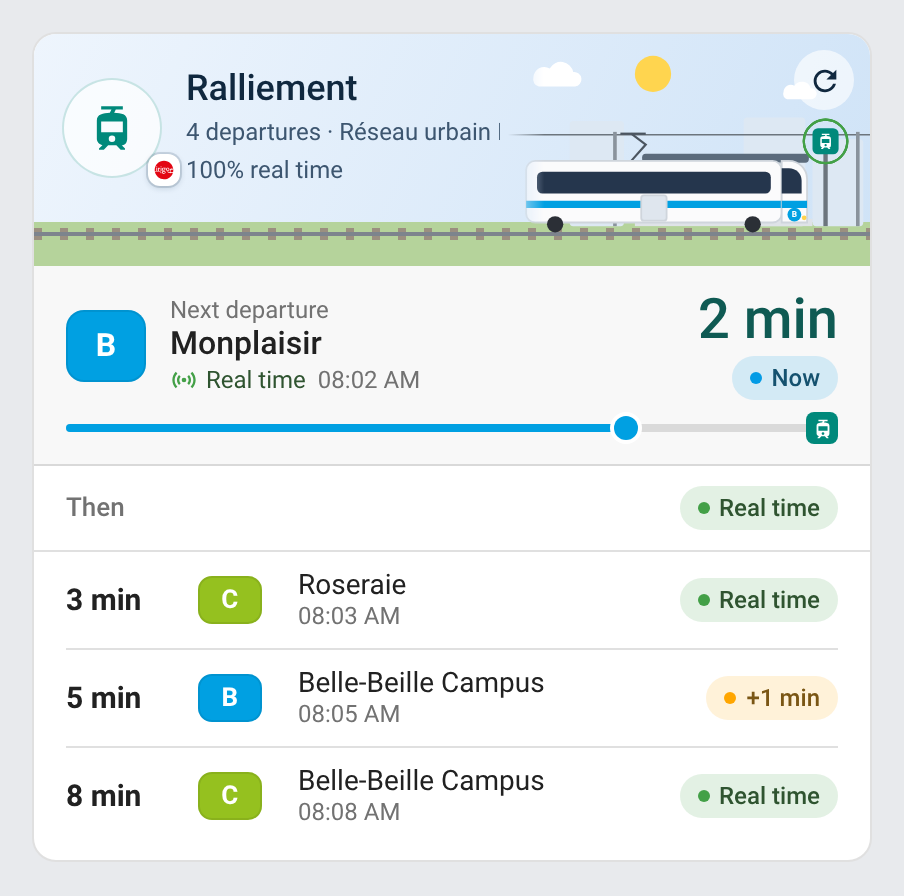 Ralliement
4 departures · Réseau urbain
100% real time
B
B
Next departure
Monplaisir
Real time 08:02 AM
2 min
Now
Then
Real time
3 min
C
Roseraie
08:03 AM
Real time
5 min
B
Belle-Beille Campus
08:05 AM
+1 min
8 min
C
Belle-Beille Campus
08:08 AM
Real time